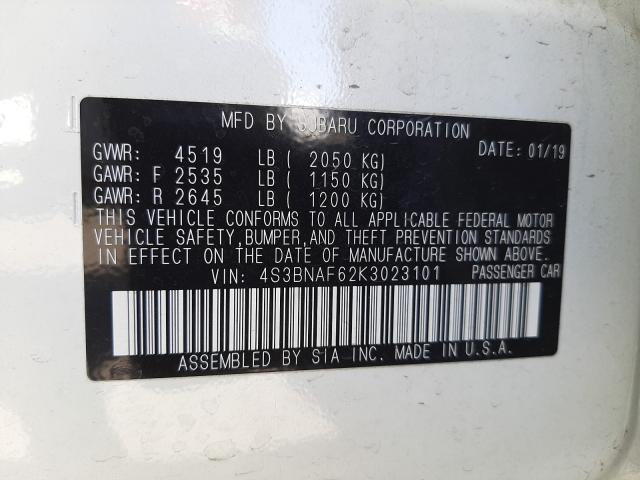 MFD BY SUBARU CORPORATION
GVWR: 4519 LB ( 2050 KG) DATE: 01/19
GAWR: F 2535 LB ( 1150 KG)
GAWR: R 2645 LB ( 1200 KG)
THIS VEHICLE CONFORMS TO ALL APPLICABLE FEDERAL MOTOR
VEHICLE SAFETY,BUMPER,AND THEFT PREVENTION STANDARDS
IN EFFECT ON THE DATE OF MANUFACTURE SHOWN ABOVE.
VIN: 4S3BNAF62K3023101 PASSENGER CAR
ASSEMBLED BY SIA INC. MADE IN U.S.A.